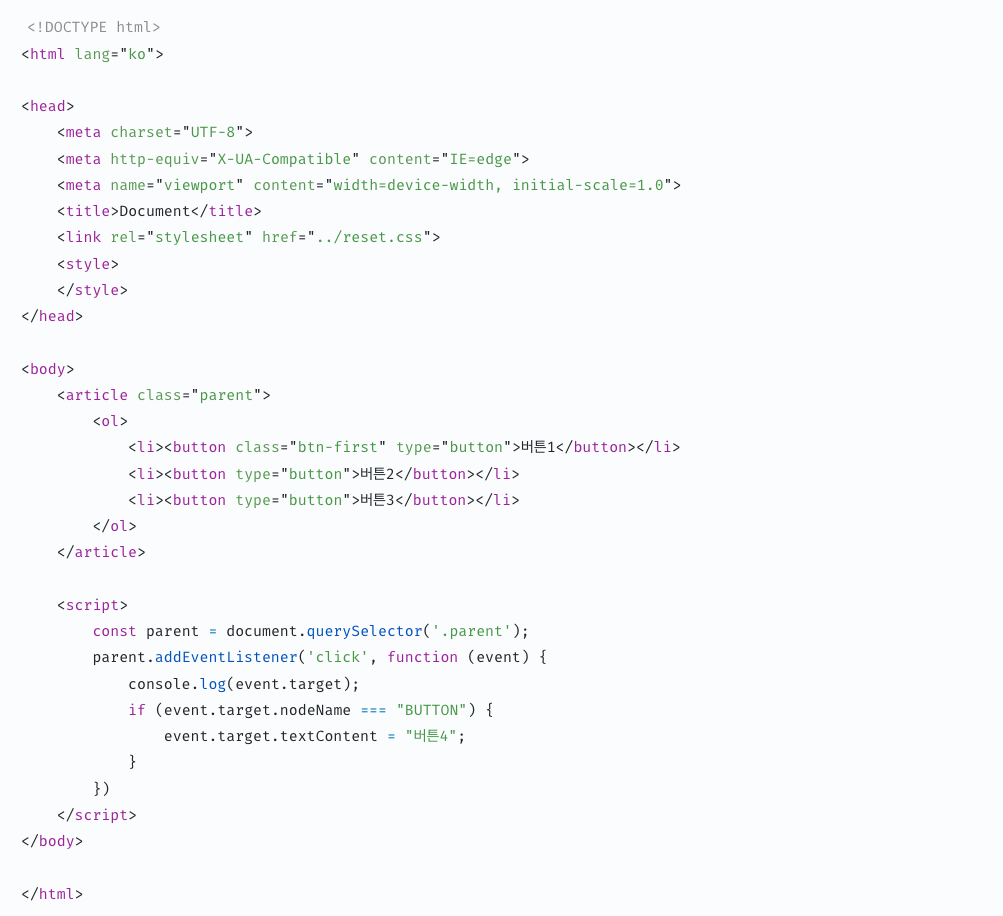 <!DOCTYPE html>
<html lang="ko">
<head>
    <meta charset="UTF-8">
    <meta http-equiv="X-UA-Compatible" content="IE=edge">
    <meta name="viewport" content="width=device-width, initial-scale=1.0">
    <title>Document</title>
    <link rel="stylesheet" href="../reset.css">
    <style>
    </style>
</head>
<body>
    <article class="parent">
        <ol>
            <li><button class="btn-first" type="button">버튼1</button></li>
            <li><button type="button">버튼2</button></li>
            <li><button type="button">버튼3</button></li>
        </ol>
    </article>
    <script>
        const parent = document.querySelector('.parent');
        parent.addEventListener('click', function (event) {
            console.log(event.target);
            if (event.target.nodeName === "BUTTON") {
                event.target.textContent = "버튼4";
            }
        })
    </script>
</body>
</html>